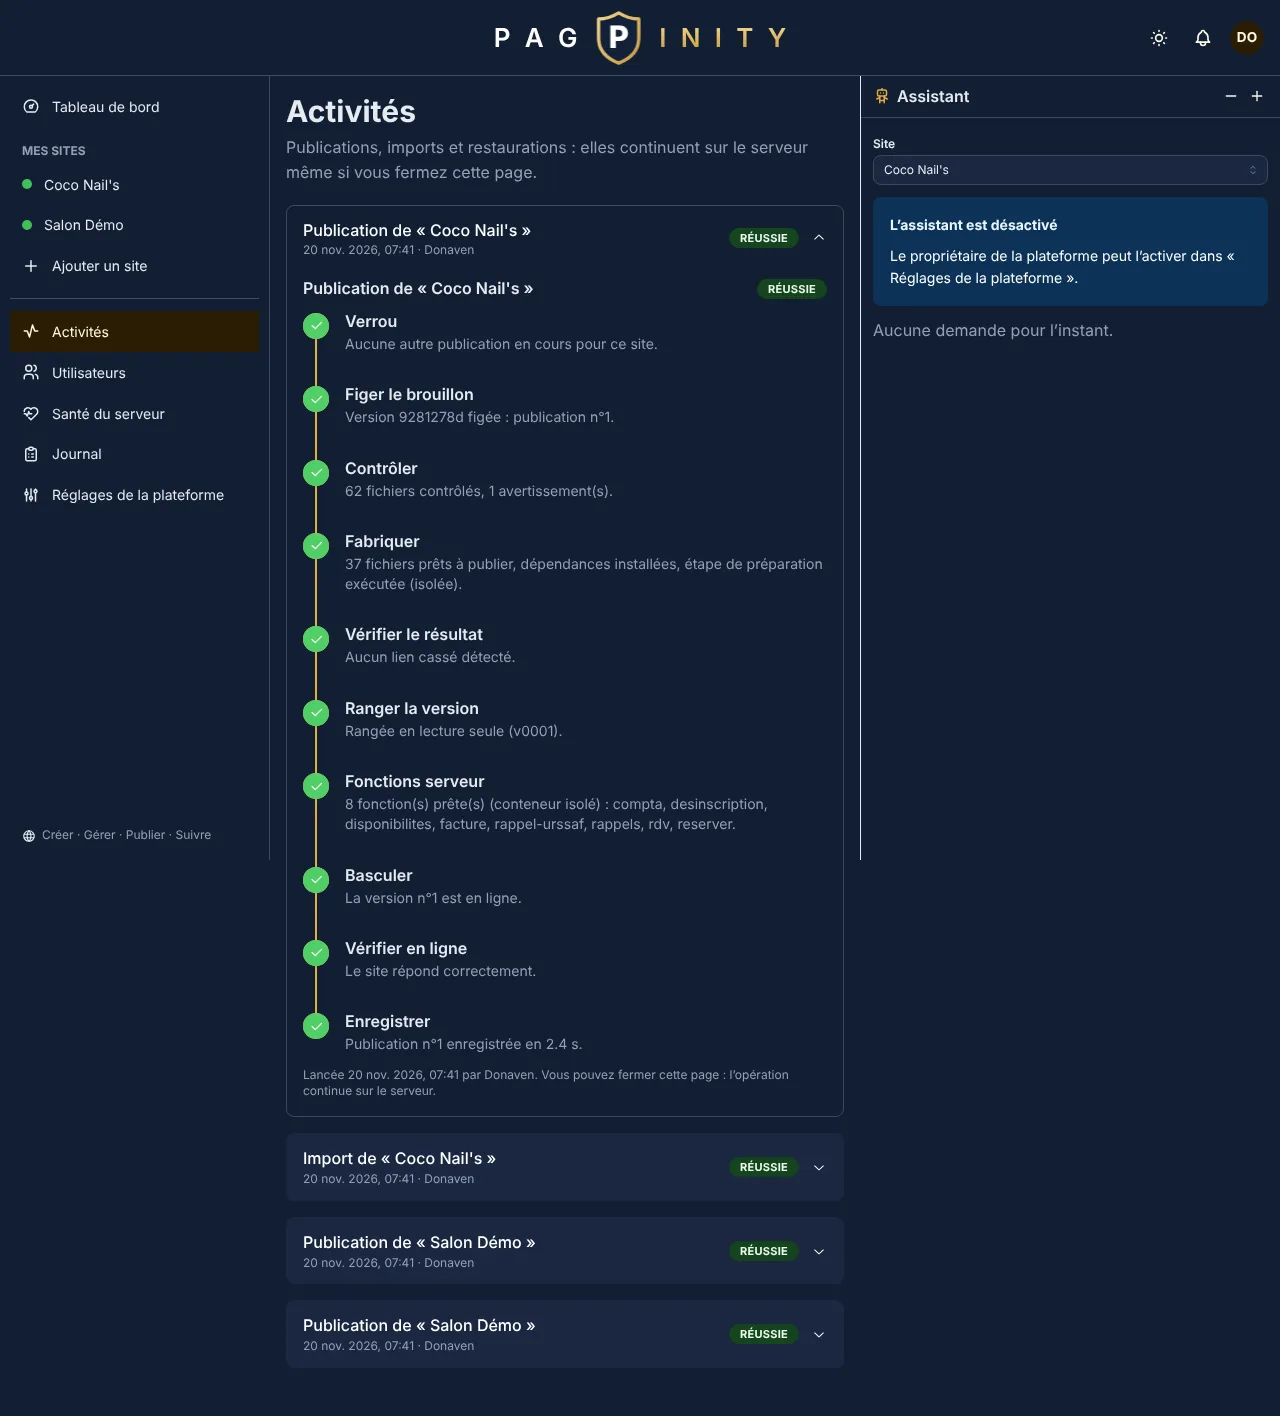 PAG P INITY
DO
Tableau de bord
MES SITES
Coco Nail's
Salon Démo
Ajouter un site
Activités
Utilisateurs
Santé du serveur
Journal
Réglages de la plateforme
Créer · Gérer · Publier · Suivre
Activités
Publications, imports et restaurations : elles continuent sur le serveur
même si vous fermez cette page.
Publication de « Coco Nail's »
20 nov. 2026, 07:41 · Donaven
RÉUSSIE
Publication de « Coco Nail's »
RÉUSSIE
Verrou
Aucune autre publication en cours pour ce site.
Figer le brouillon
Version 9281278d figée : publication n°1.
Contrôler
62 fichiers contrôlés, 1 avertissement(s).
Fabriquer
37 fichiers prêts à publier, dépendances installées, étape de préparation
exécutée (isolée).
Vérifier le résultat
Aucun lien cassé détecté.
Ranger la version
Rangée en lecture seule (v0001).
Fonctions serveur
8 fonction(s) prête(s) (conteneur isolé) : compta, desinscription,
disponibilites, facture, rappel-urssaf, rappels, rdv, reserver.
Basculer
La version n°1 est en ligne.
Vérifier en ligne
Le site répond correctement.
Enregistrer
Publication n°1 enregistrée en 2.4 s.
Lancée 20 nov. 2026, 07:41 par Donaven. Vous pouvez fermer cette page : l’opération
continue sur le serveur.
Import de « Coco Nail's »
20 nov. 2026, 07:41 · Donaven
RÉUSSIE
Publication de « Salon Démo »
20 nov. 2026, 07:41 · Donaven
RÉUSSIE
Publication de « Salon Démo »
20 nov. 2026, 07:41 · Donaven
RÉUSSIE
Assistant
Site
Coco Nail's
L’assistant est désactivé
Le propriétaire de la plateforme peut l’activer dans «
Réglages de la plateforme ».
Aucune demande pour l’instant.